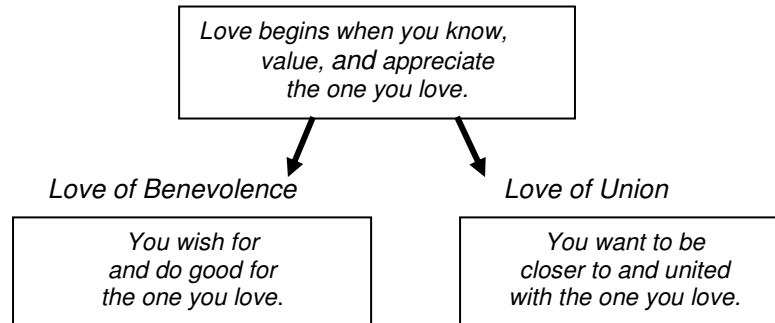 Love begins when you know,
value, and appreciate
the one you love.
Love of Benevolence
Love of Union
You wish for
and do good for
the one you love.
You want to be
closer to and united
with the one you love.